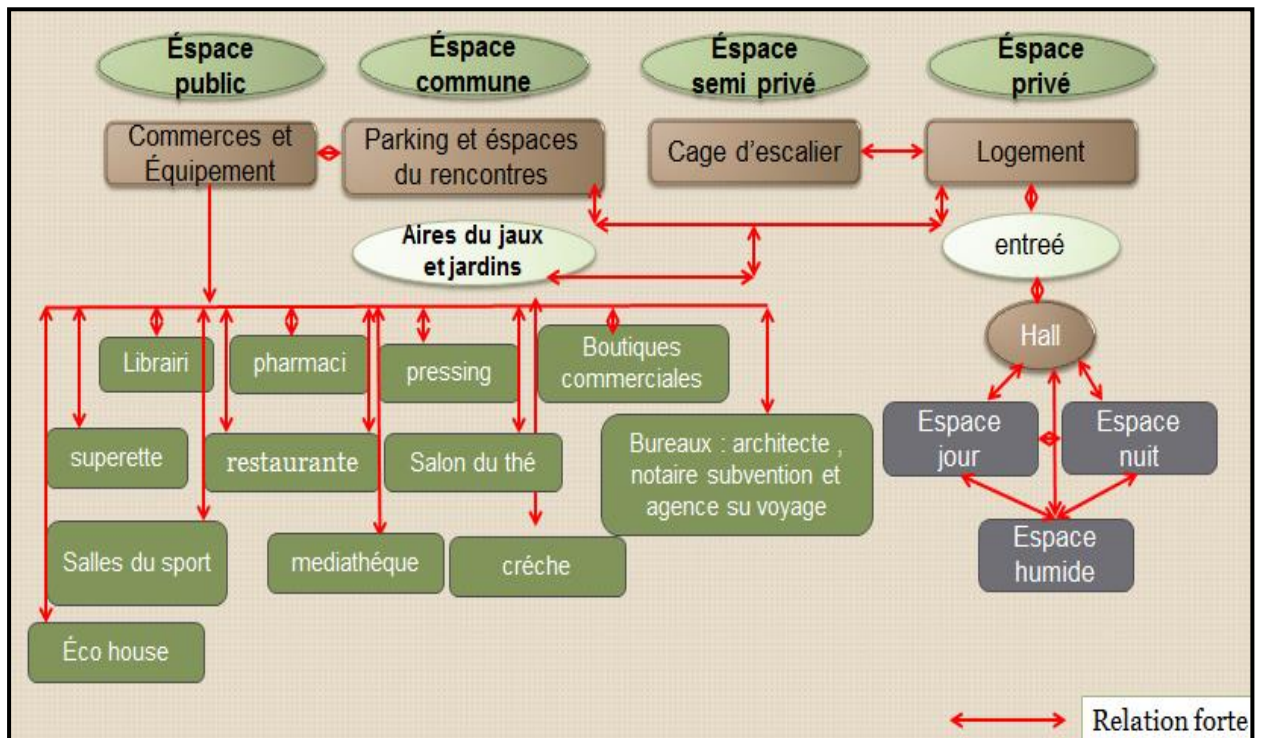 Éspace
public
Éspace
commune
Éspace
semi privé
Éspace
privé
Commerces et
Équipement
Parking et éspaces
du rencontres
Cage d'escalier
Logement
Aires du jaux
et jardins
entreé
Hall
Librairi
pharmaci
pressing
Boutiques
commerciales
Espace
jour
Espace
nuit
superette
restaurante
Salon du thé
Bureaux : architecte ,
notaire subvention et
agence su voyage
Salles du sport
mediathéque
créche
Espace
humide
Éco house
Relation forte